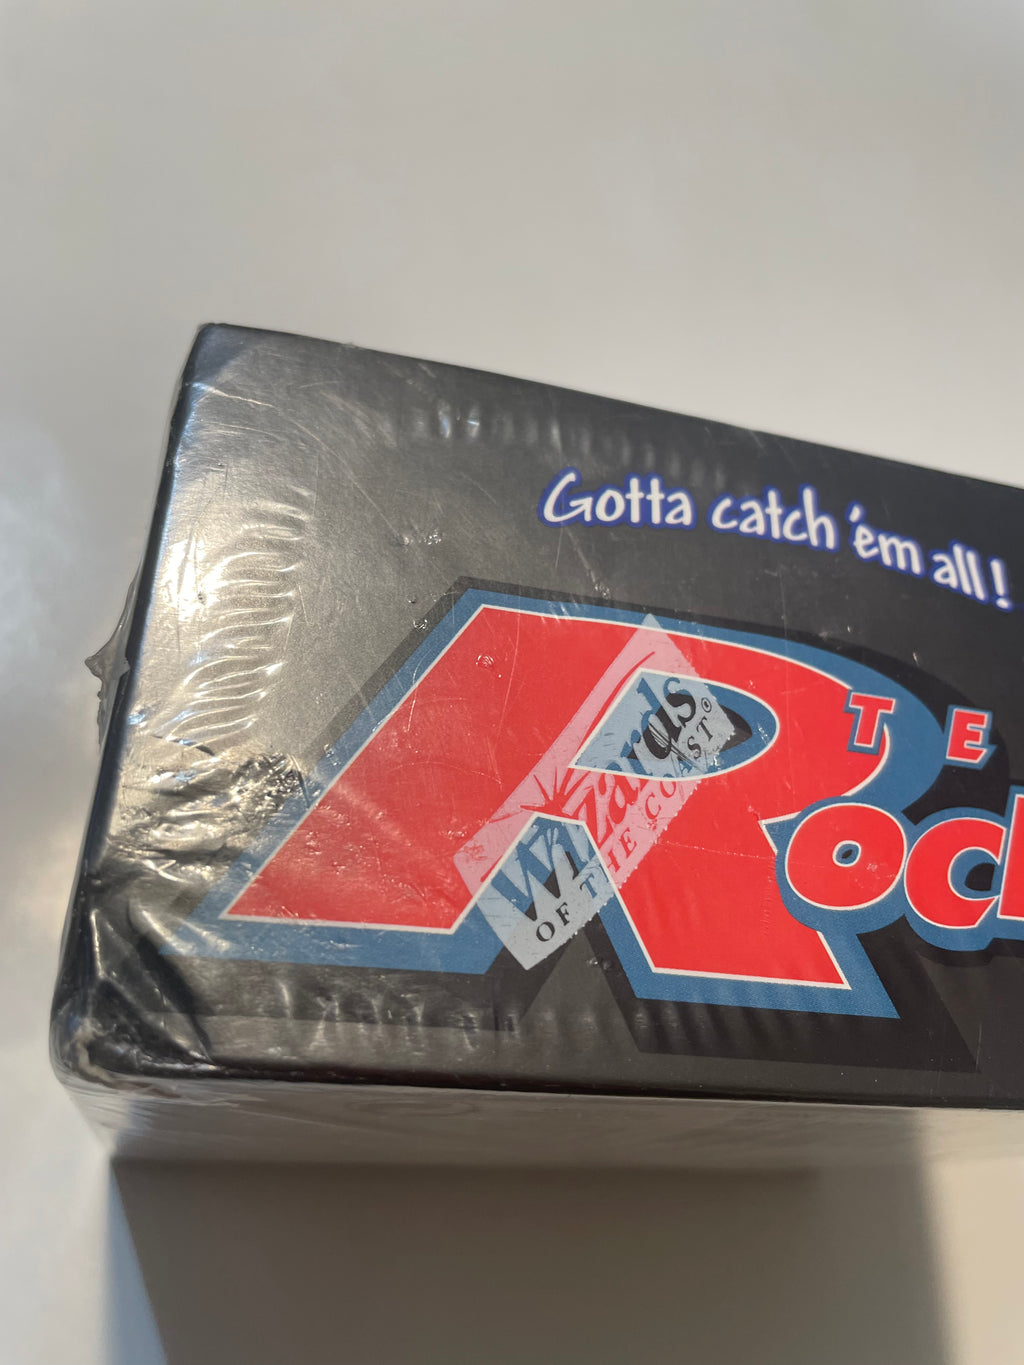 Gotta catch 'em all!
TE
Roc
Wizards
OF THE COAST®